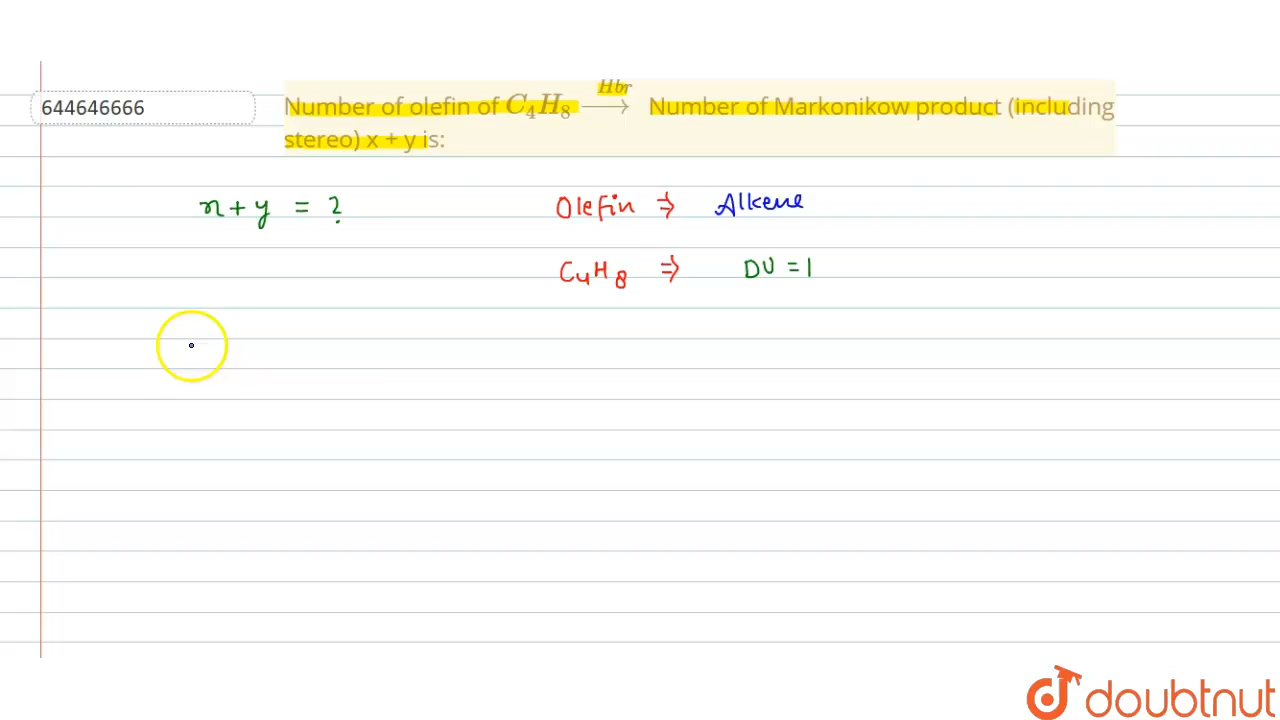 Hbr
644646666 Number of olefin of C₄H₈ ⟶ Number of Markonikow product (including
stereo) x + y is:
x + y = ? Olefin ⇒ Alkene
C₄H₈ ⇒ DU = 1
doubtnut